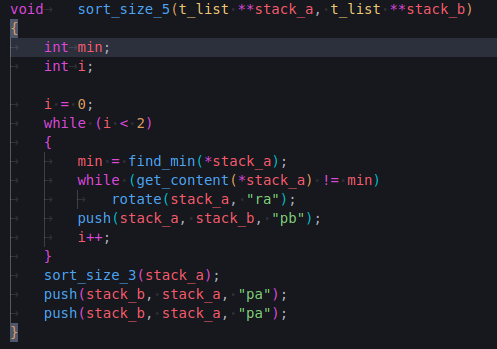 void	sort_size_5(t_list **stack_a, t_list **stack_b)
{
	int	min;
	int	i;

	i = 0;
	while (i < 2)
	{
		min = find_min(*stack_a);
		while (get_content(*stack_a) != min)
			rotate(stack_a, "ra");
		push(stack_a, stack_b, "pb");
		i++;
	}
	sort_size_3(stack_a);
	push(stack_b, stack_a, "pa");
	push(stack_b, stack_a, "pa");
}